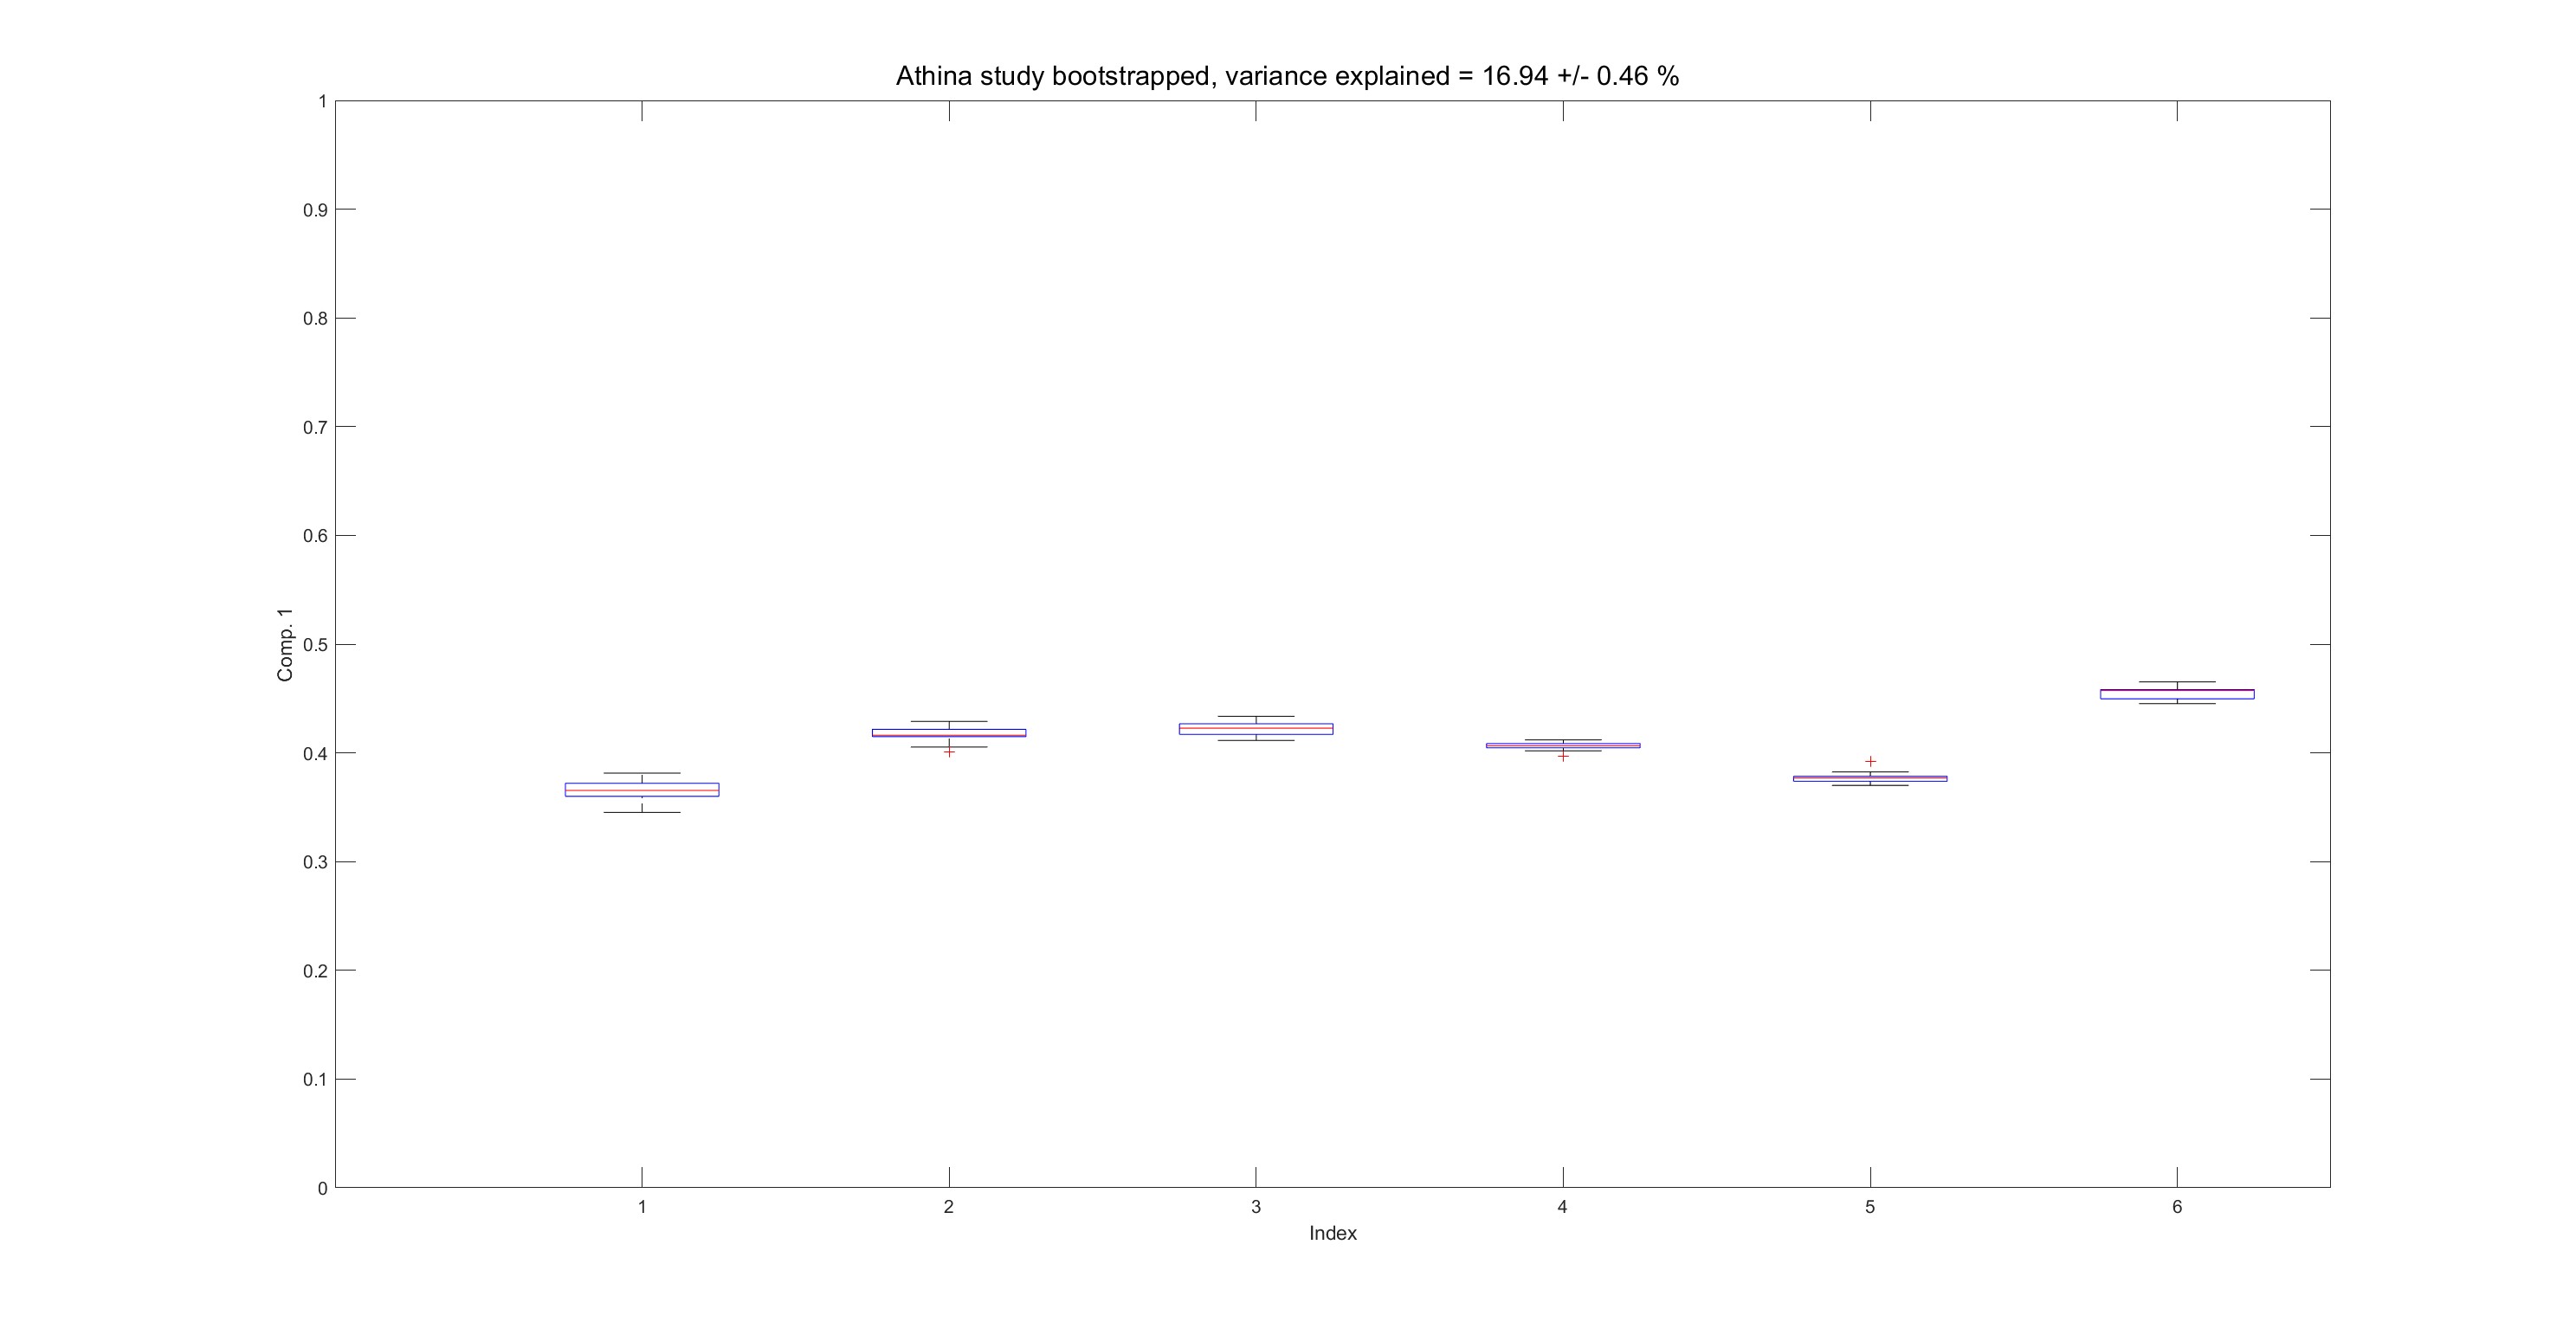 Athina study bootstrapped, variance explained = 16.94 +/- 0.46 %
1
0.9
0.8
0.7
0.6
0.5
0.4
0.3
0.2
0.1
0
Comp. 1
1 2 3 4 5 6
Index